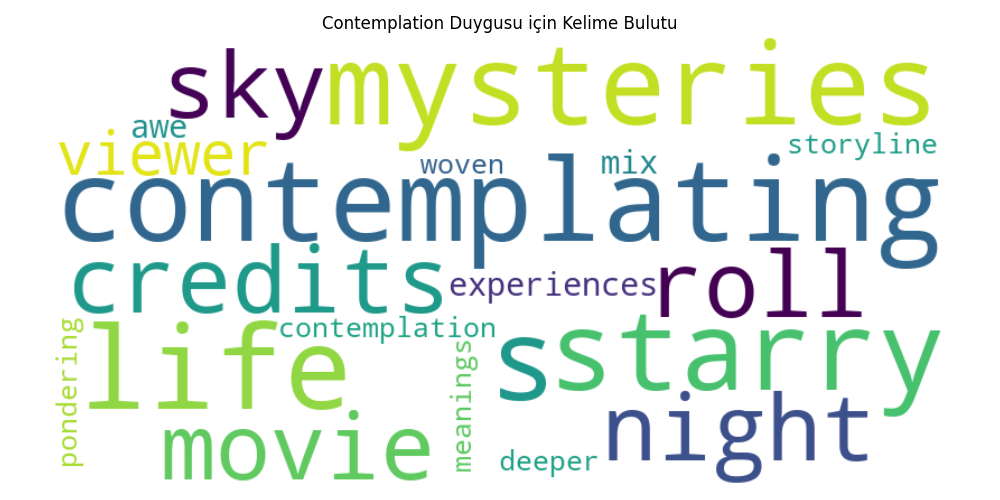 Contemplation Duygusu için Kelime Bulutu
sky mysteries
awe
viewer
storyline
woven
mix
contemplating
credits
experiences
roll
contemplation
life
s
starry
pondering
meanings
night
movie
deeper